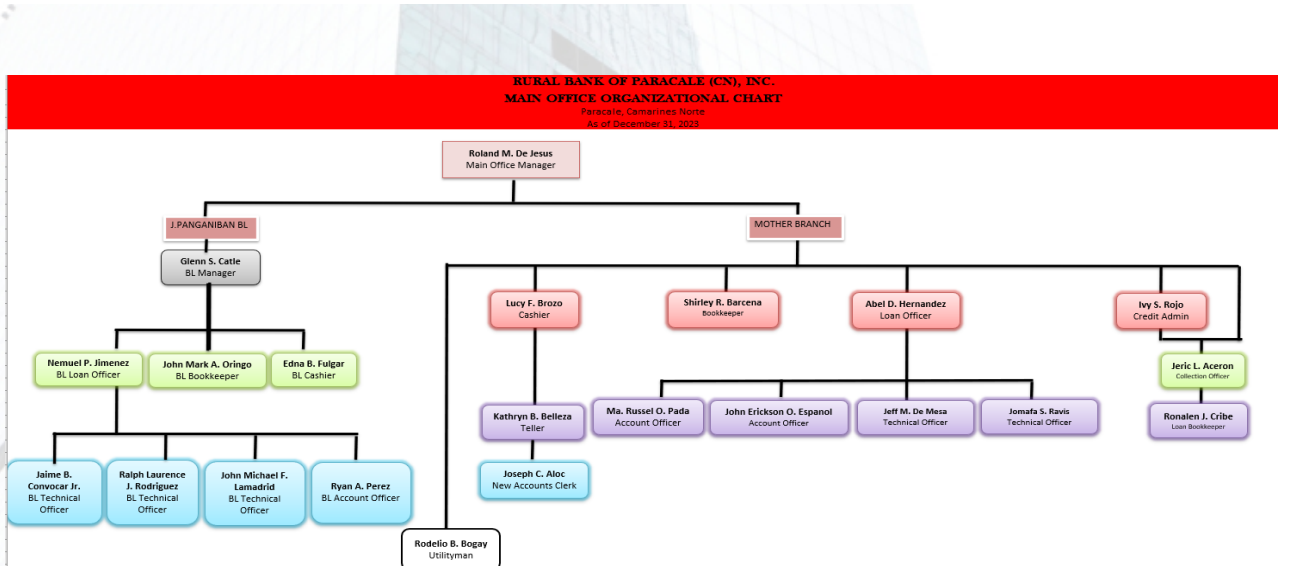 RURAL BANK OF PARACALE (CN), INC.
MAIN OFFICE ORGANIZATIONAL CHART
Paracale, Camarines Norte
As of December 31, 2023
Roland M. De Jesus
Main Office Manager
J.PANGANIBAN BL
MOTHER BRANCH
Glenn S. Catle
BL Manager
Lucy F. Brozo
Cashier
Shirley R. Barcena
Bookkeeper
Abel D. Hernandez
Loan Officer
Ivy S. Rojo
Credit Admin
Nemuel P. Jimenez
BL Loan Officer
John Mark A. Oringo
BL Bookkeeper
Edna B. Fulgar
BL Cashier
Jeric L. Aceron
Collection Officer
Kathryn B. Belleza
Teller
Ma. Russel O. Pada
Account Officer
John Erickson O. Espanol
Account Officer
Jeff M. De Mesa
Technical Officer
Jomafa S. Ravis
Technical Officer
Ronalen J. Cribe
Loan Bookkeeper
Jaime B.
Convocar Jr.
BL Technical
Officer
Ralph Laurence
J. Rodriguez
BL Technical
Officer
John Michael F.
Lamadrid
BL Technical
Officer
Ryan A. Perez
BL Account Officer
Joseph C. Aloc
New Accounts Clerk
Rodelio B. Bogay
Utilityman